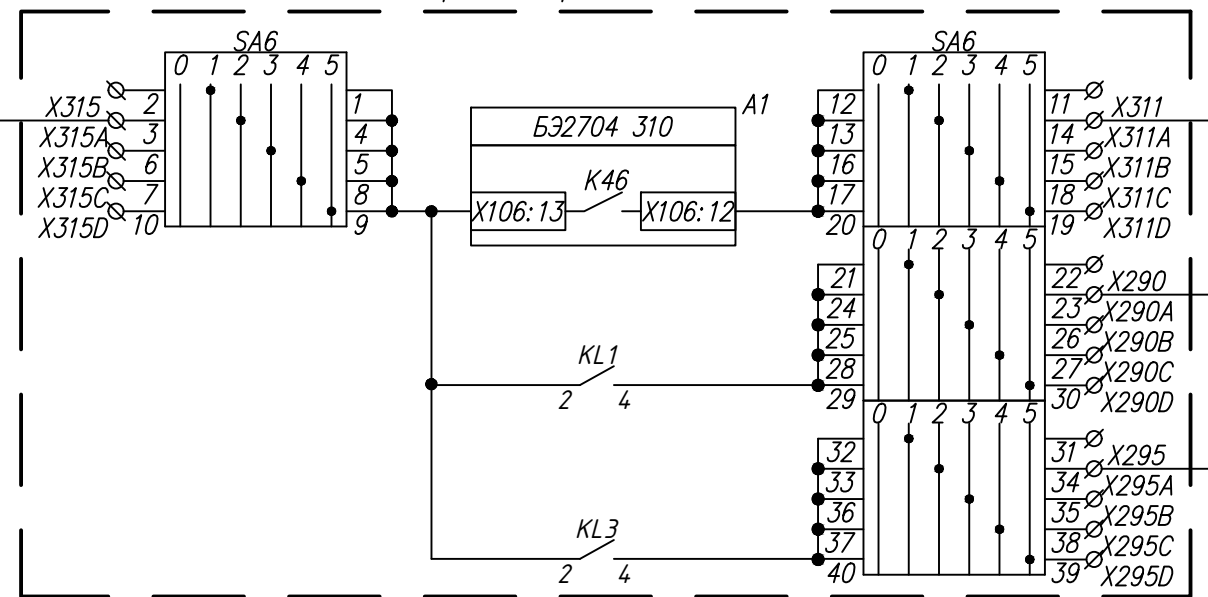 SA6
0 1 2 3 4 5
X315 2 1
X315A 3 4
X315B 6 5
X315C 7 8
X315D 10 9
A1
БЭ2704 310
K46
X106:13 X106:12
SA6
0 1 2 3 4 5
12 11 X311
13 14 X311A
16 15 X311B
17 18 X311C
20 19 X311D
0 1 2 3 4 5
21 22 X290
24 23 X290A
25 26 X290B
28 27 X290C
29 30 X290D
KL1
2 4
0 1 2 3 4 5
32 31 X295
33 34 X295A
36 35 X295B
37 38 X295C
40 39 X295D
KL3
2 4